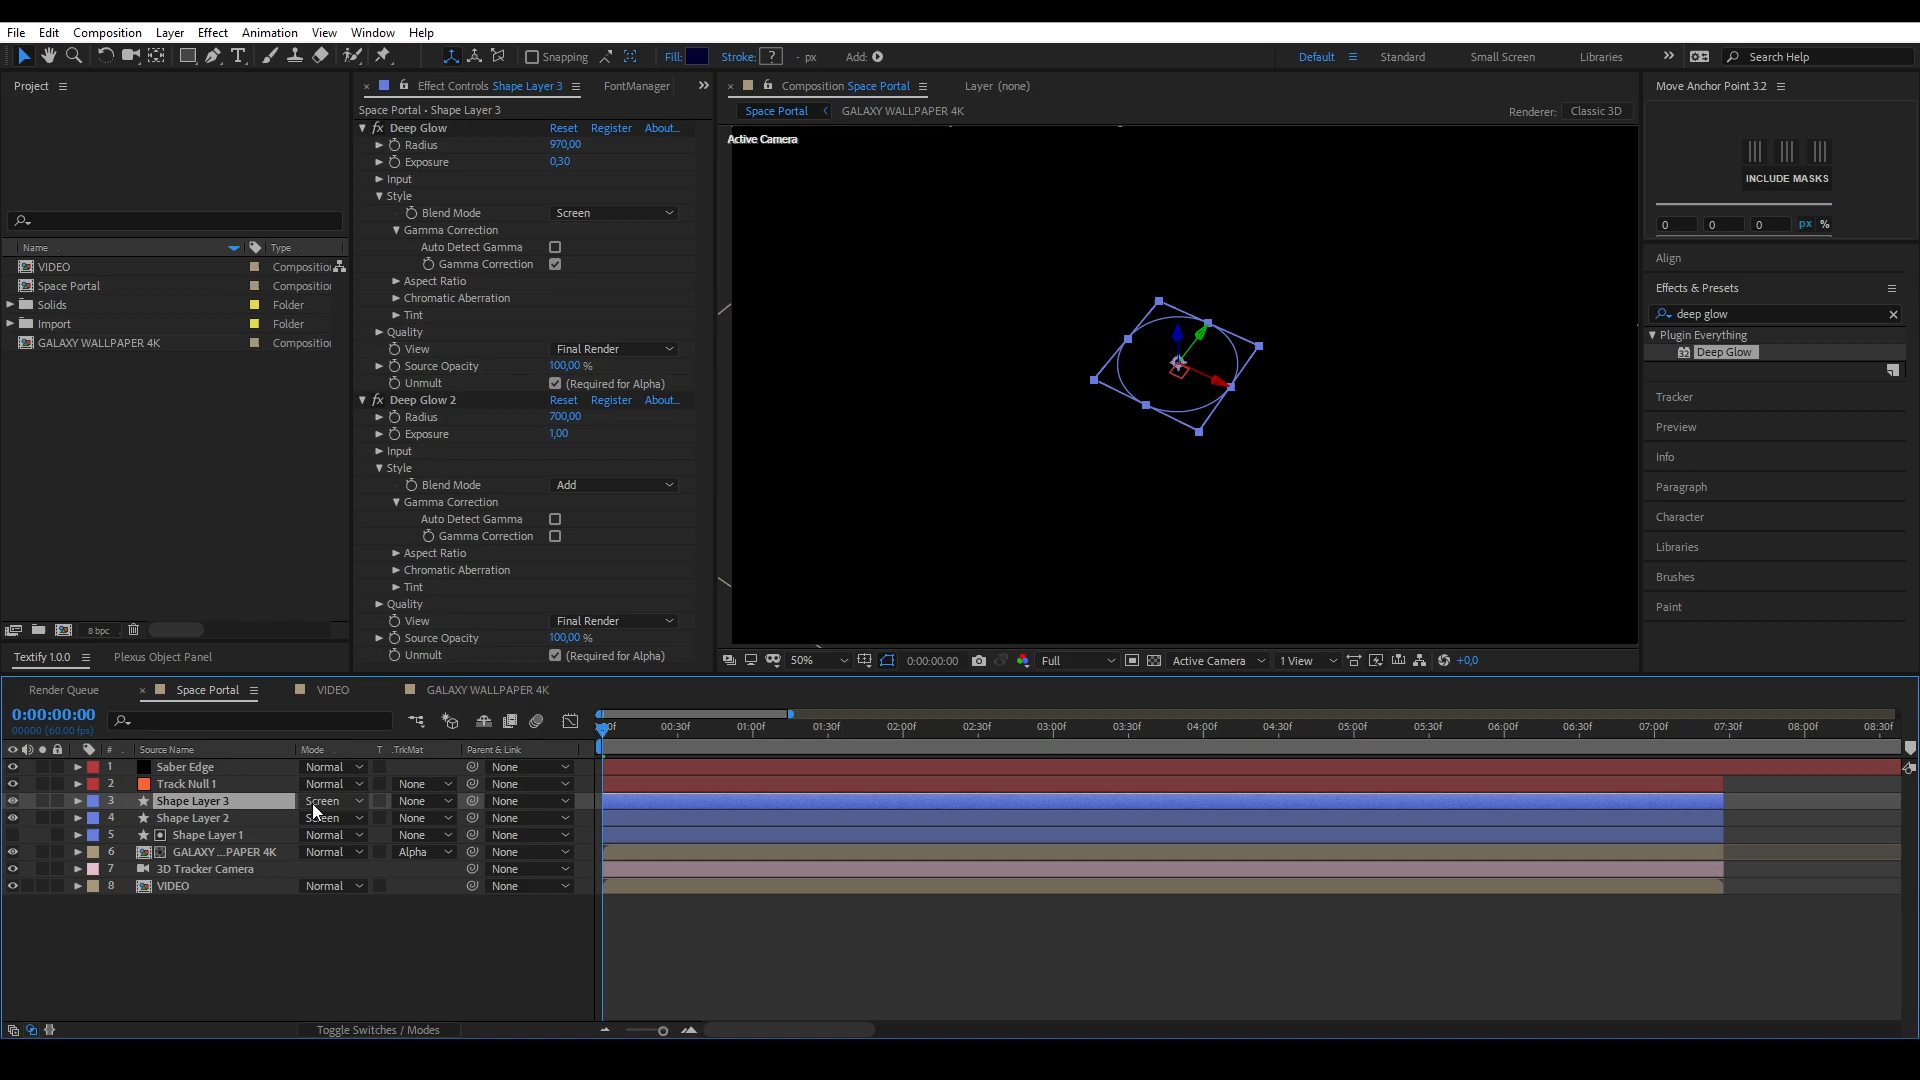 File Edit Composition Layer Effect Animation View Window Help
Snapping Fill: Stroke: ? - px Add: Default Standard Small Screen Libraries Search Help
Project
Effect Controls Shape Layer 3 FontManager
Composition Space Portal Layer (none)
Move Anchor Point 3.2
Space Portal • Shape Layer 3
Space Portal GALAXY WALLPAPER 4K
Renderer: Classic 3D
Active Camera
fx Deep Glow Reset Register About...
Radius 970,00
Exposure 0,30
Input
Style
Blend Mode Screen
Gamma Correction
Auto Detect Gamma
Gamma Correction
Aspect Ratio
Chromatic Aberration
Tint
Quality
View Final Render
Source Opacity 100,00 %
Unmult (Required for Alpha)
fx Deep Glow 2 Reset Register About...
Radius 700,00
Exposure 1,00
Input
Style
Blend Mode Add
Gamma Correction
Auto Detect Gamma
Gamma Correction
Aspect Ratio
Chromatic Aberration
Tint
Quality
View Final Render
Source Opacity 100,00 %
Unmult (Required for Alpha)
Name Type
VIDEO Compositio
Space Portal Compositio
Solids Folder
Import Folder
GALAXY WALLPAPER 4K Compositio
8 bpc
Textify 1.0.0 Plexus Object Panel
INCLUDE MASKS
0 0 0 px %
Align
Effects & Presets
deep glow
Plugin Everything
32 Deep Glow
Tracker
Preview
Info
Paragraph
Character
Libraries
Brushes
Paint
50% 0:00:00:00 Full Active Camera 1 View +0,0
Render Queue Space Portal VIDEO GALAXY WALLPAPER 4K
0:00:00:00
00000 (60.00 fps)
00:30f 01:00f 01:30f 02:00f 02:30f 03:00f 03:30f 04:00f 04:30f 05:00f 05:30f 06:00f 06:30f 07:00f 07:30f 08:00f 08:30f
# Source Name Mode T .TrkMat Parent & Link
1 Saber Edge Normal None
2 Track Null 1 Normal None None
3 Shape Layer 3 Screen None None
4 Shape Layer 2 Screen None None
5 Shape Layer 1 Normal None None
6 GALAXY ...PAPER 4K Normal Alpha None
7 3D Tracker Camera None
8 VIDEO Normal None
Toggle Switches / Modes